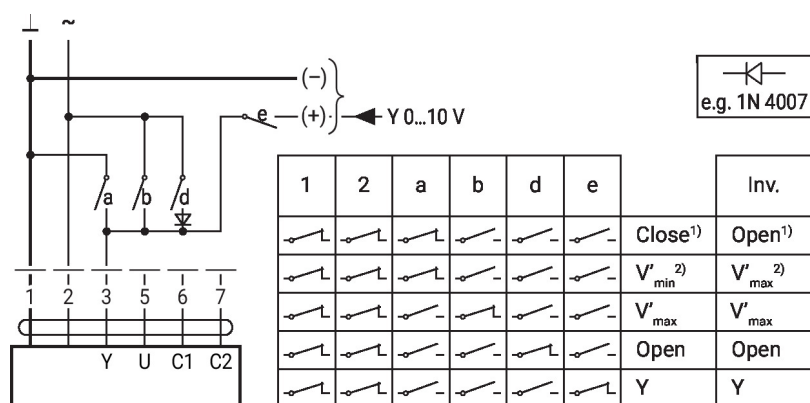 ⊥ ~
(–)
e (+) Y 0...10 V
e.g. 1N 4007
a b d
1 2 3 5 6 7
Y U C1 C2
1 2 a b d e Inv.
Close¹⁾ Open¹⁾
V'min²⁾ V'max²⁾
V'max V'max
Open Open
Y Y